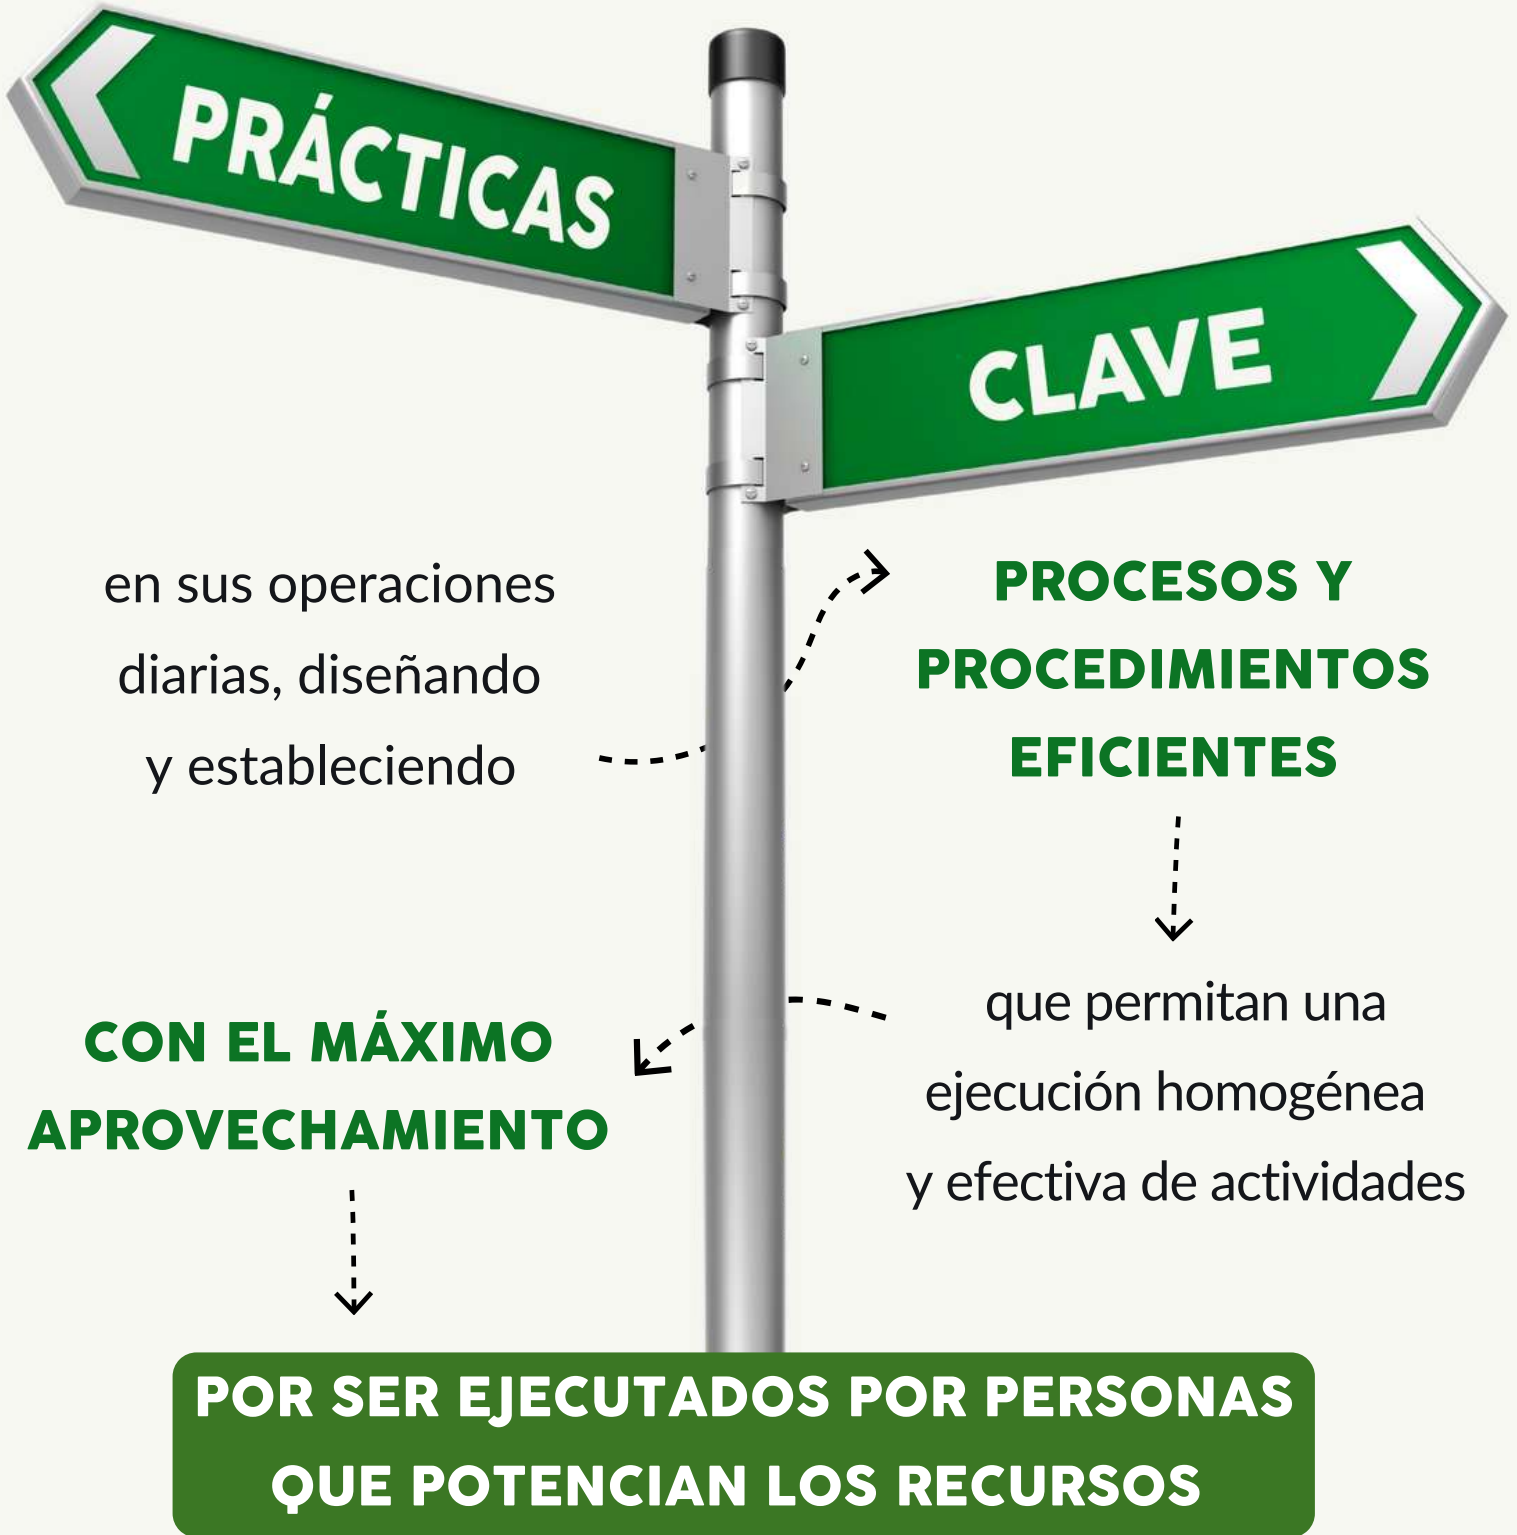 PRÁCTICAS
CLAVE
en sus operaciones
diarias, diseñando
y estableciendo
PROCESOS Y
PROCEDIMIENTOS
EFICIENTES
que permitan una
ejecución homogénea
y efectiva de actividades
CON EL MÁXIMO
APROVECHAMIENTO
POR SER EJECUTADOS POR PERSONAS
QUE POTENCIAN LOS RECURSOS